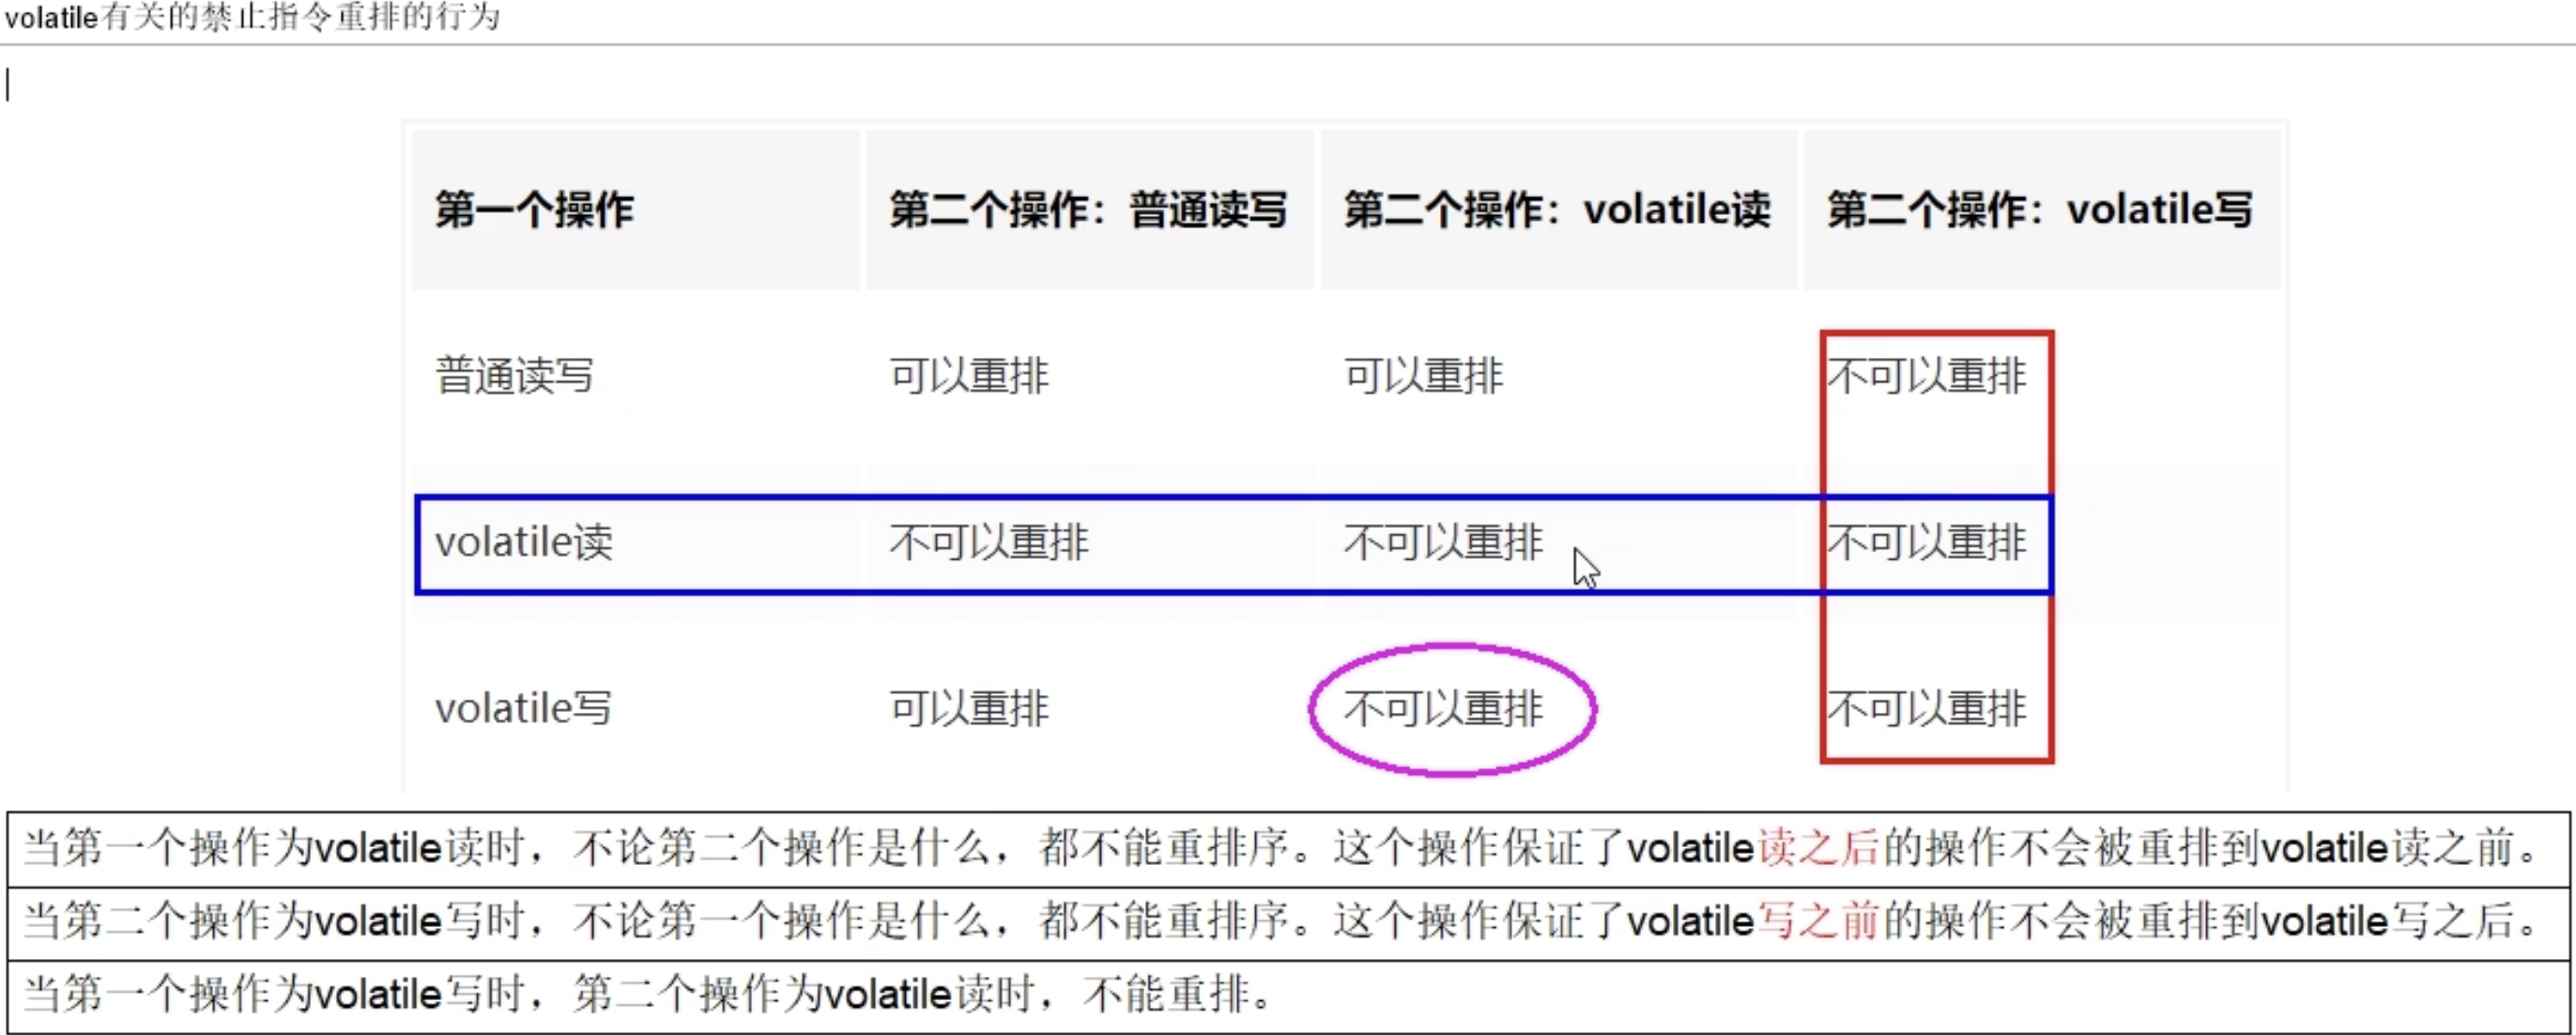 volatile有关的禁止指令重排的行为
第一个操作 第二个操作：普通读写 第二个操作：volatile读 第二个操作：volatile写
普通读写 可以重排 可以重排 不可以重排
volatile读 不可以重排 不可以重排 不可以重排
volatile写 可以重排 不可以重排 不可以重排
当第一个操作为volatile读时，不论第二个操作是什么，都不能重排序。这个操作保证了volatile读之后的操作不会被重排到volatile读之前。
当第二个操作为volatile写时，不论第一个操作是什么，都不能重排序。这个操作保证了volatile写之前的操作不会被重排到volatile写之后。
当第一个操作为volatile写时，第二个操作为volatile读时，不能重排。